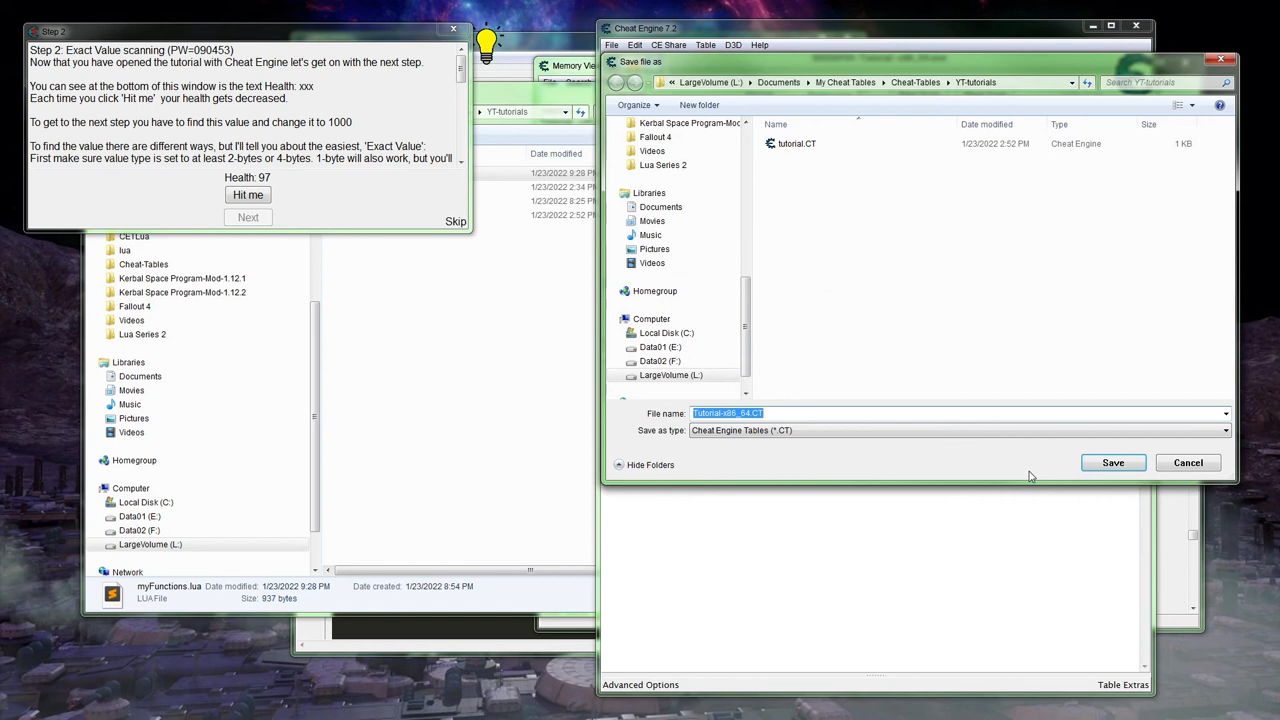 Step 2
Step 2: Exact Value scanning (PW=090453)
Now that you have opened the tutorial with Cheat Engine let's get on with the next step.
You can see at the bottom of this window is the text Health: xxx
Each time you click 'Hit me' your health gets decreased.
To get to the next step you have to find this value and change it to 1000
To find the value there are different ways, but I'll tell you about the easiest, 'Exact Value':
First make sure value type is set to at least 2-bytes or 4-bytes. 1-byte will also work, but you'll
Health: 97
Hit me
Next
Skip
Memory View
YT-tutorials
Date modified
1/23/2022 9:28 PM
1/23/2022 2:34 PM
1/23/2022 8:25 PM
1/23/2022 2:52 PM
CETLua
lua
Cheat-Tables
Kerbal Space Program-Mod-1.12.1
Kerbal Space Program-Mod-1.12.2
Fallout 4
Videos
Lua Series 2
Libraries
Documents
Movies
Music
Pictures
Videos
Homegroup
Computer
Local Disk (C:)
Data01 (E:)
Data02 (F:)
LargeVolume (L:)
Network
myFunctions.lua Date modified: 1/23/2022 9:28 PM Date created: 1/23/2022 8:54 PM
LUA File Size: 937 bytes
Cheat Engine 7.2
File Edit CE Share Table D3D Help
Save file as
« LargeVolume (L:) Documents My Cheat Tables Cheat-Tables YT-tutorials
Search YT-tutorials
Organize New folder
Name Date modified Type Size
tutorial.CT 1/23/2022 2:52 PM Cheat Engine 1 KB
Kerbal Space Program-Moc
Fallout 4
Videos
Lua Series 2
Libraries
Documents
Movies
Music
Pictures
Videos
Homegroup
Computer
Local Disk (C:)
Data01 (E:)
Data02 (F:)
LargeVolume (L:)
File name: Tutorial-x86_64.CT
Save as type: Cheat Engine Tables (*.CT)
Hide Folders
Save
Cancel
Advanced Options
Table Extras